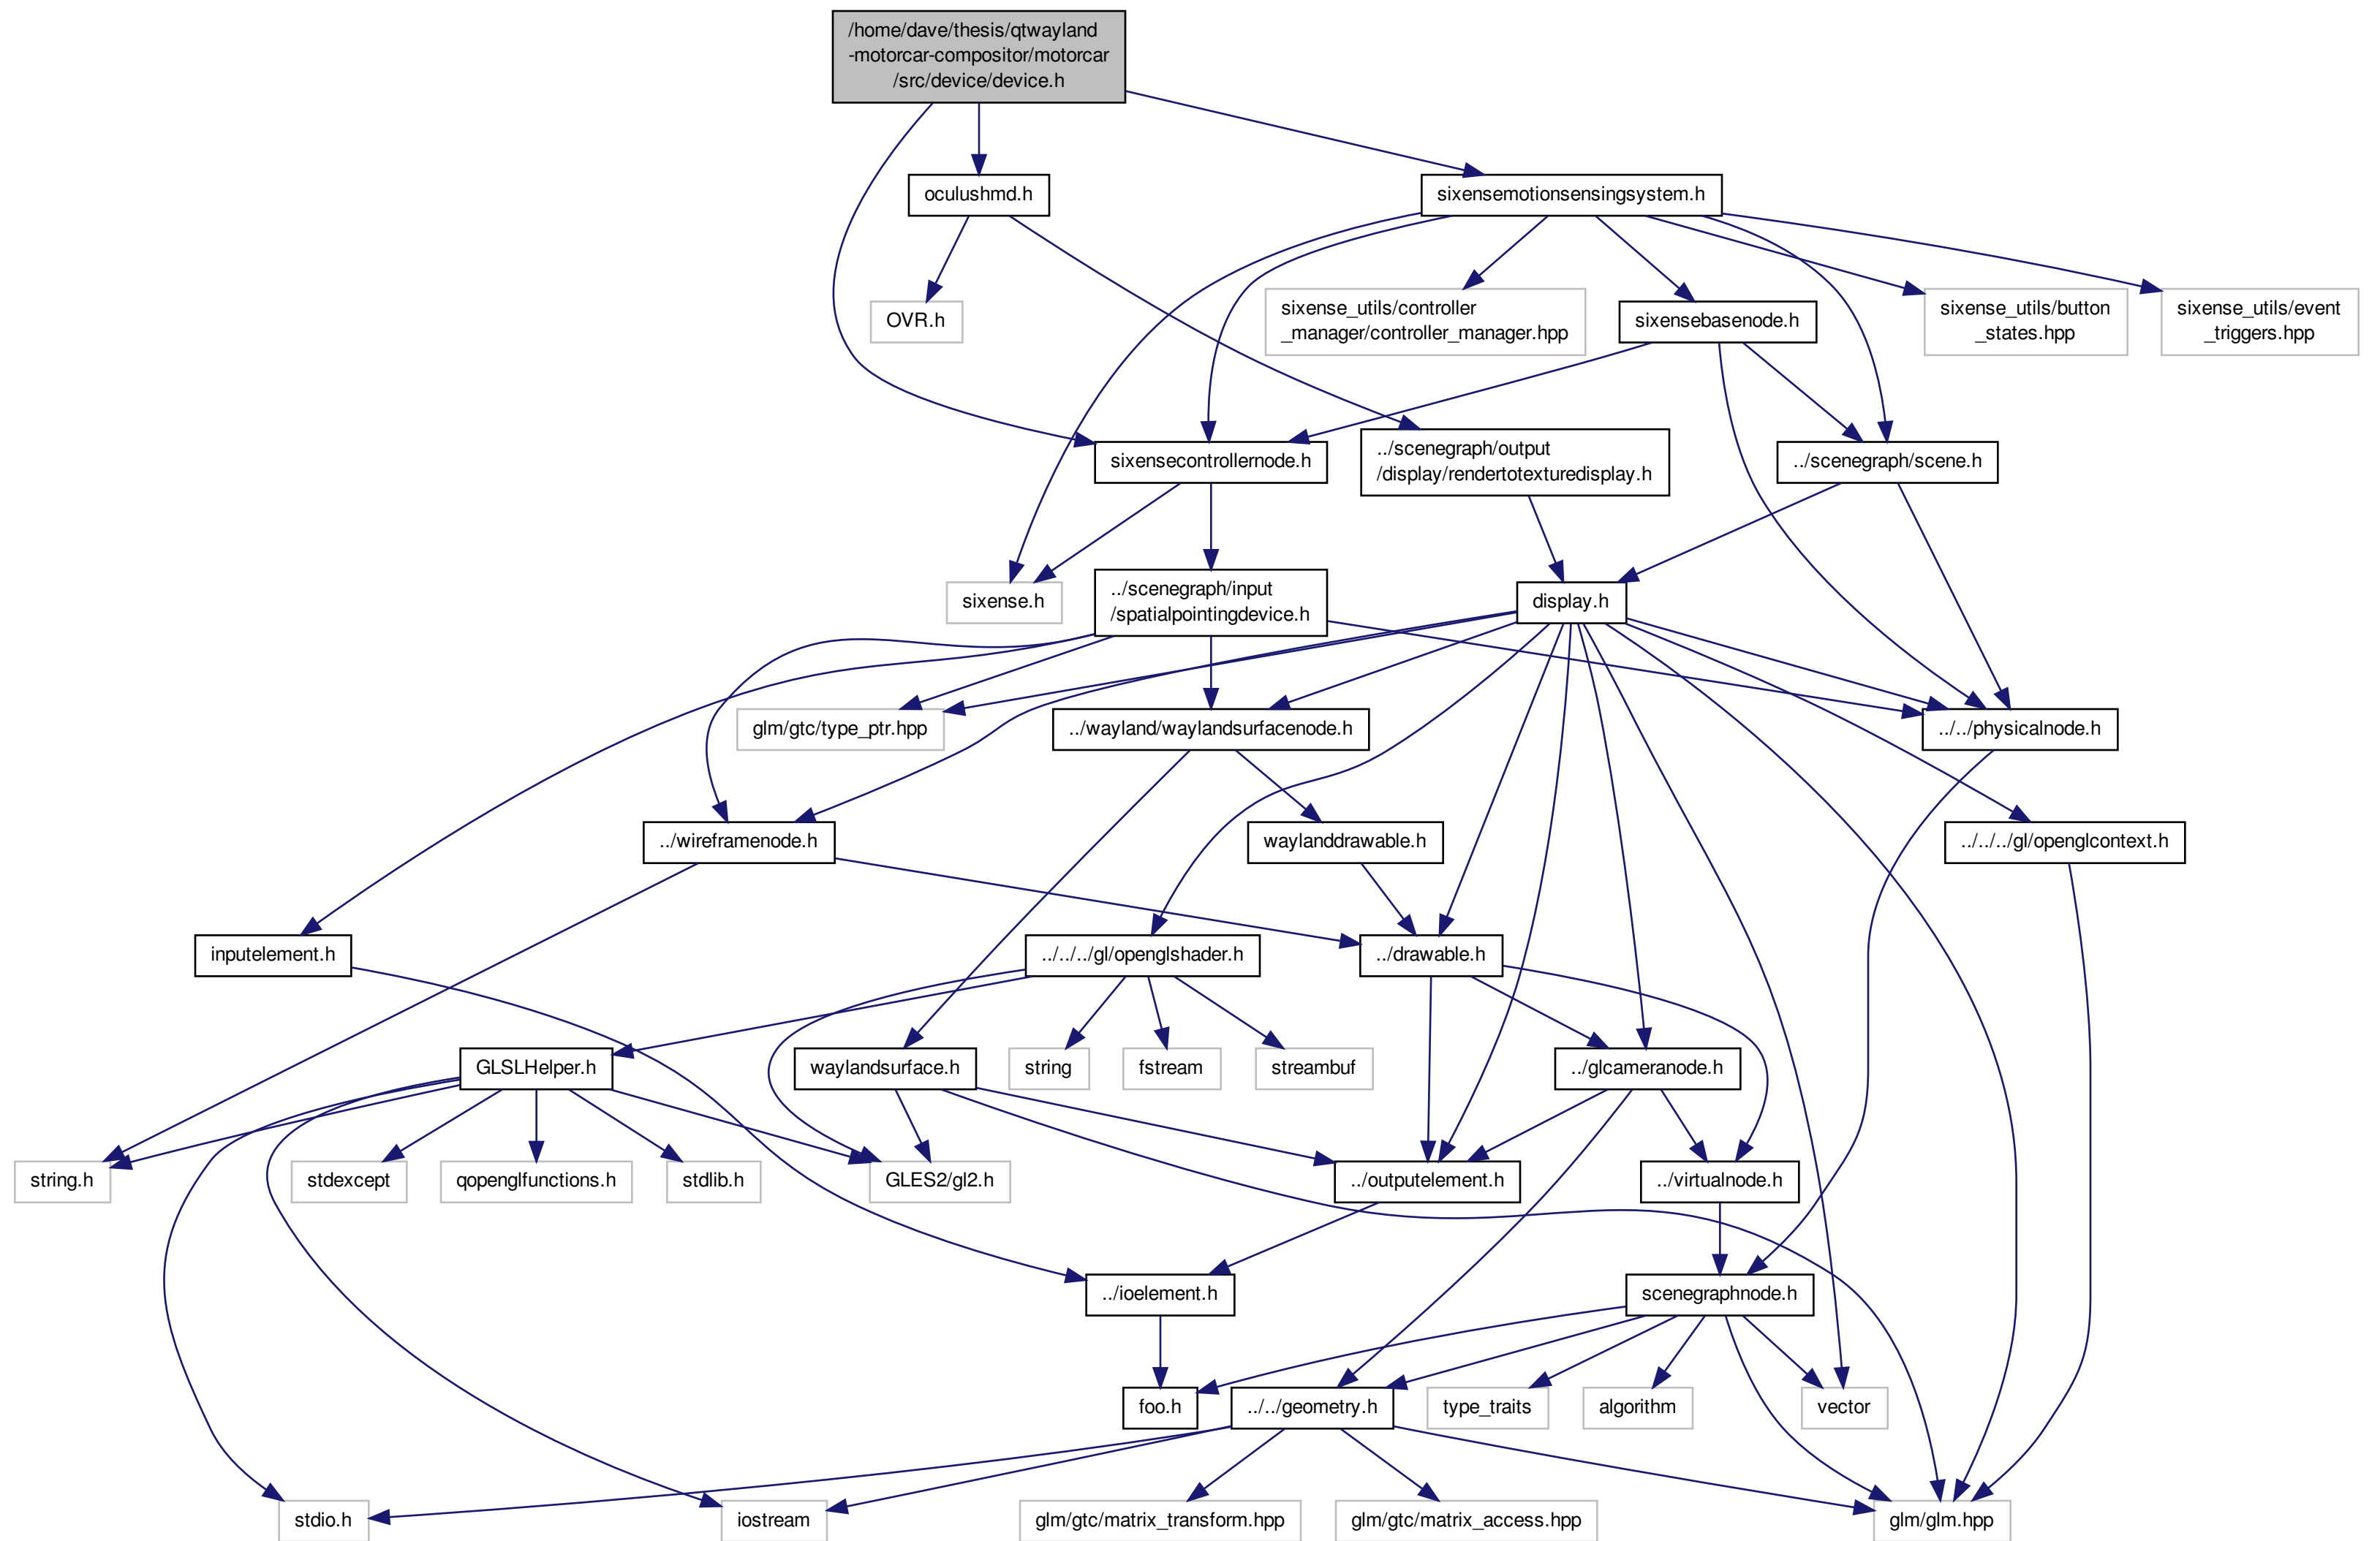 /home/dave/thesis/qtwayland
-motorcar-compositor/motorcar
/src/device/device.h
oculushmd.h
sixensemotionsensingsystem.h
OVR.h
sixense_utils/controller
_manager/controller_manager.hpp
sixensebasenode.h
sixense_utils/button
_states.hpp
sixense_utils/event
_triggers.hpp
sixensecontrollernode.h
../scenegraph/output
/display/rendertotexturedisplay.h
../scenegraph/scene.h
sixense.h
../scenegraph/input
/spatialpointingdevice.h
display.h
glm/gtc/type_ptr.hpp
../wayland/waylandsurfacenode.h
../../physicalnode.h
../wireframenode.h
waylanddrawable.h
../../../gl/openglcontext.h
inputelement.h
../../../gl/openglshader.h
../drawable.h
GLSLHelper.h
waylandsurface.h
string
fstream
streambuf
../glcameranode.h
string.h
stdexcept
qopenglfunctions.h
stdlib.h
GLES2/gl2.h
../outputelement.h
../virtualnode.h
../ioelement.h
scenegraphnode.h
foo.h
../../geometry.h
type_traits
algorithm
vector
stdio.h
iostream
glm/gtc/matrix_transform.hpp
glm/gtc/matrix_access.hpp
glm/glm.hpp